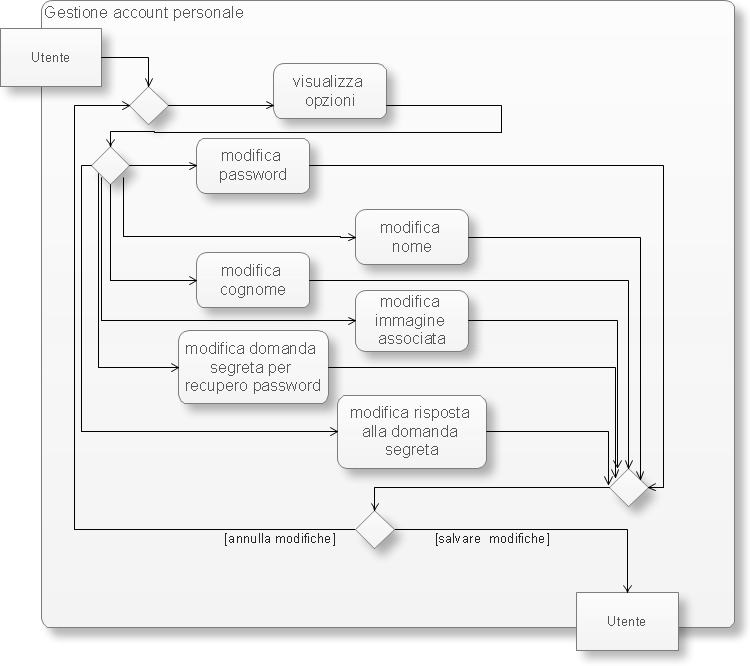 Gestione account personale
Utente
visualizza
opzioni
modifica
password
modifica
nome
modifica
cognome
modifica
immagine
associata
modifica domanda
segreta per
recupero password
modifica risposta
alla domanda
segreta
[annulla modifiche]
[salvare modifiche]
Utente